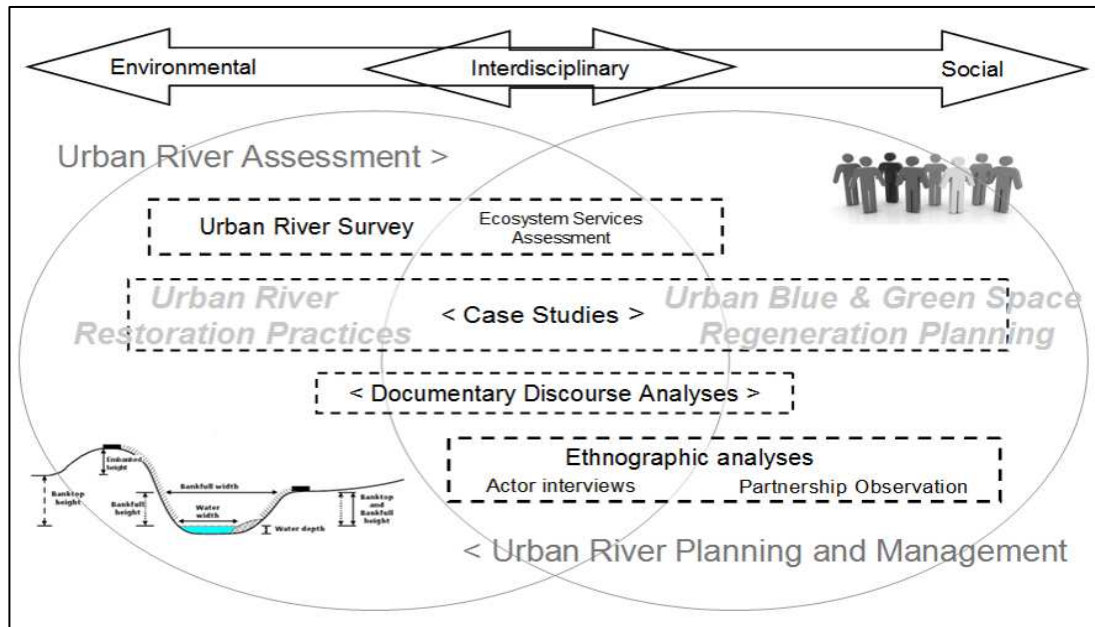 Environmental
Interdisciplinary
Social
Urban River Assessment >
Urban River Survey
Ecosystem Services
Assessment
Urban River
Restoration Practices
< Case Studies >
Urban Blue & Green Space
Regeneration Planning
< Documentary Discourse Analyses >
Ethnographic analyses
Actor interviews
Partnership Observation
Embanked
height
Banktop
height
Bankfull width
Bankfull
height
Water
width
Water depth
Banktop
and
Bankfull
height
< Urban River Planning and Management